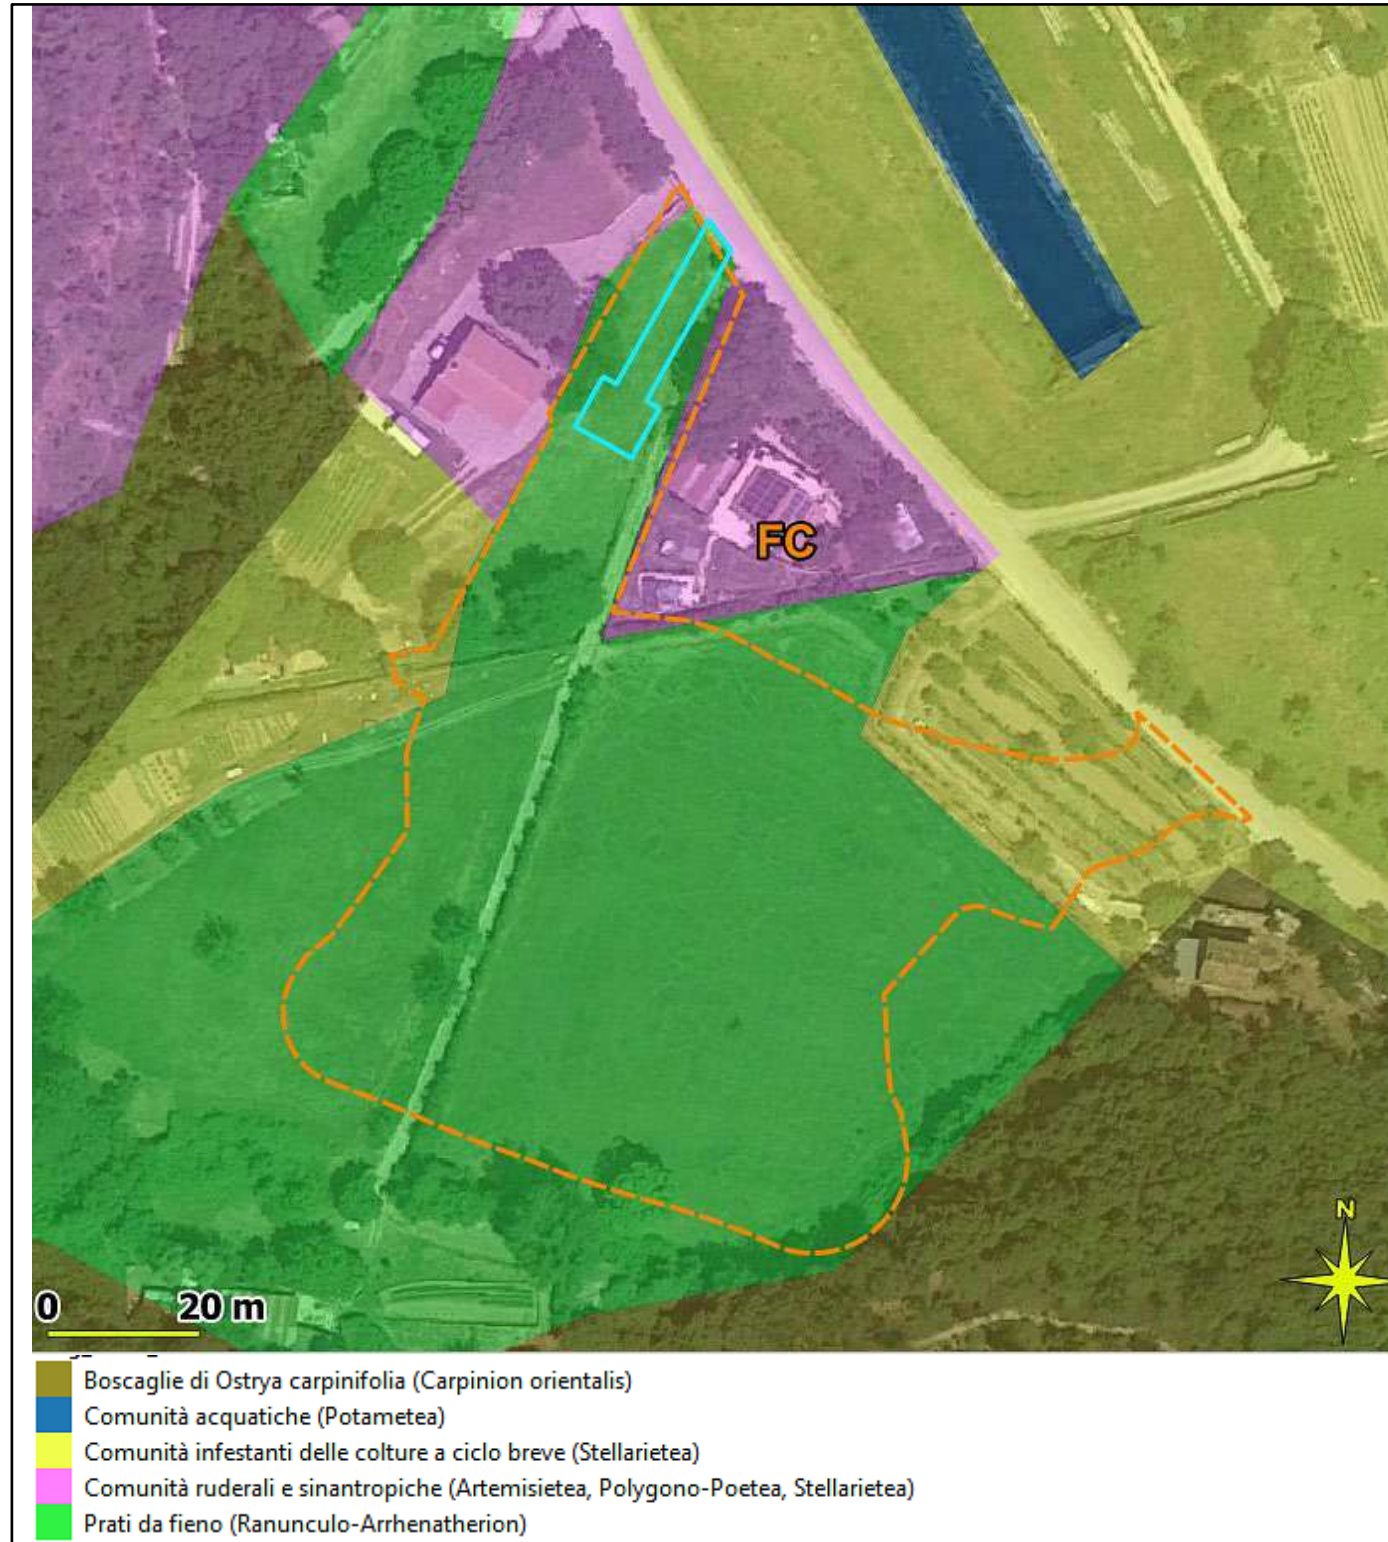 FC
N
0 20 m
Boscaglie di Ostrya carpinifolia (Carpinion orientalis)
Comunità acquatiche (Potametea)
Comunità infestanti delle colture a ciclo breve (Stellarietea)
Comunità ruderali e sinantropiche (Artemisietea, Polygono-Poetea, Stellarietea)
Prati da fieno (Ranunculo-Arrhenatherion)